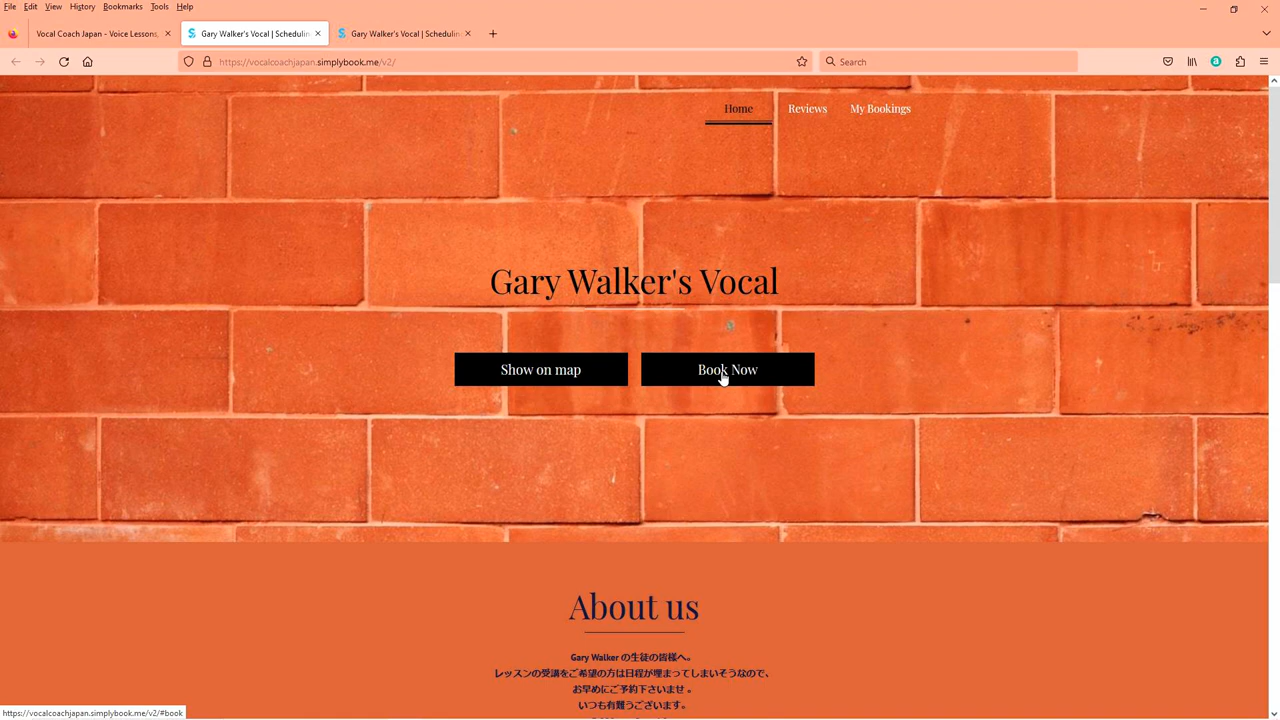 File Edit View History Bookmarks Tools Help
Vocal Coach Japan - Voice Lessons,
Gary Walker's Vocal | Schedulin
Gary Walker's Vocal | Schedulin
https://vocalcoachjapan.simplybook.me/v2/
Search
Home Reviews My Bookings
Gary Walker's Vocal
Show on map
Book Now
About us
Gary Walker の生徒の皆様へ。
レッスンの受講をご希望の方は日程が埋まってしまいそうなので、
お早めにご予約下さいませ 。
いつも有難うございます。
https://vocalcoachjapan.simplybook.me/v2/#book